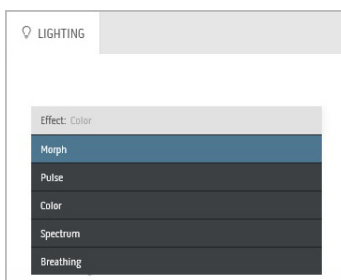 LIGHTING
Effect: Color
Morph
Pulse
Color
Spectrum
Breathing